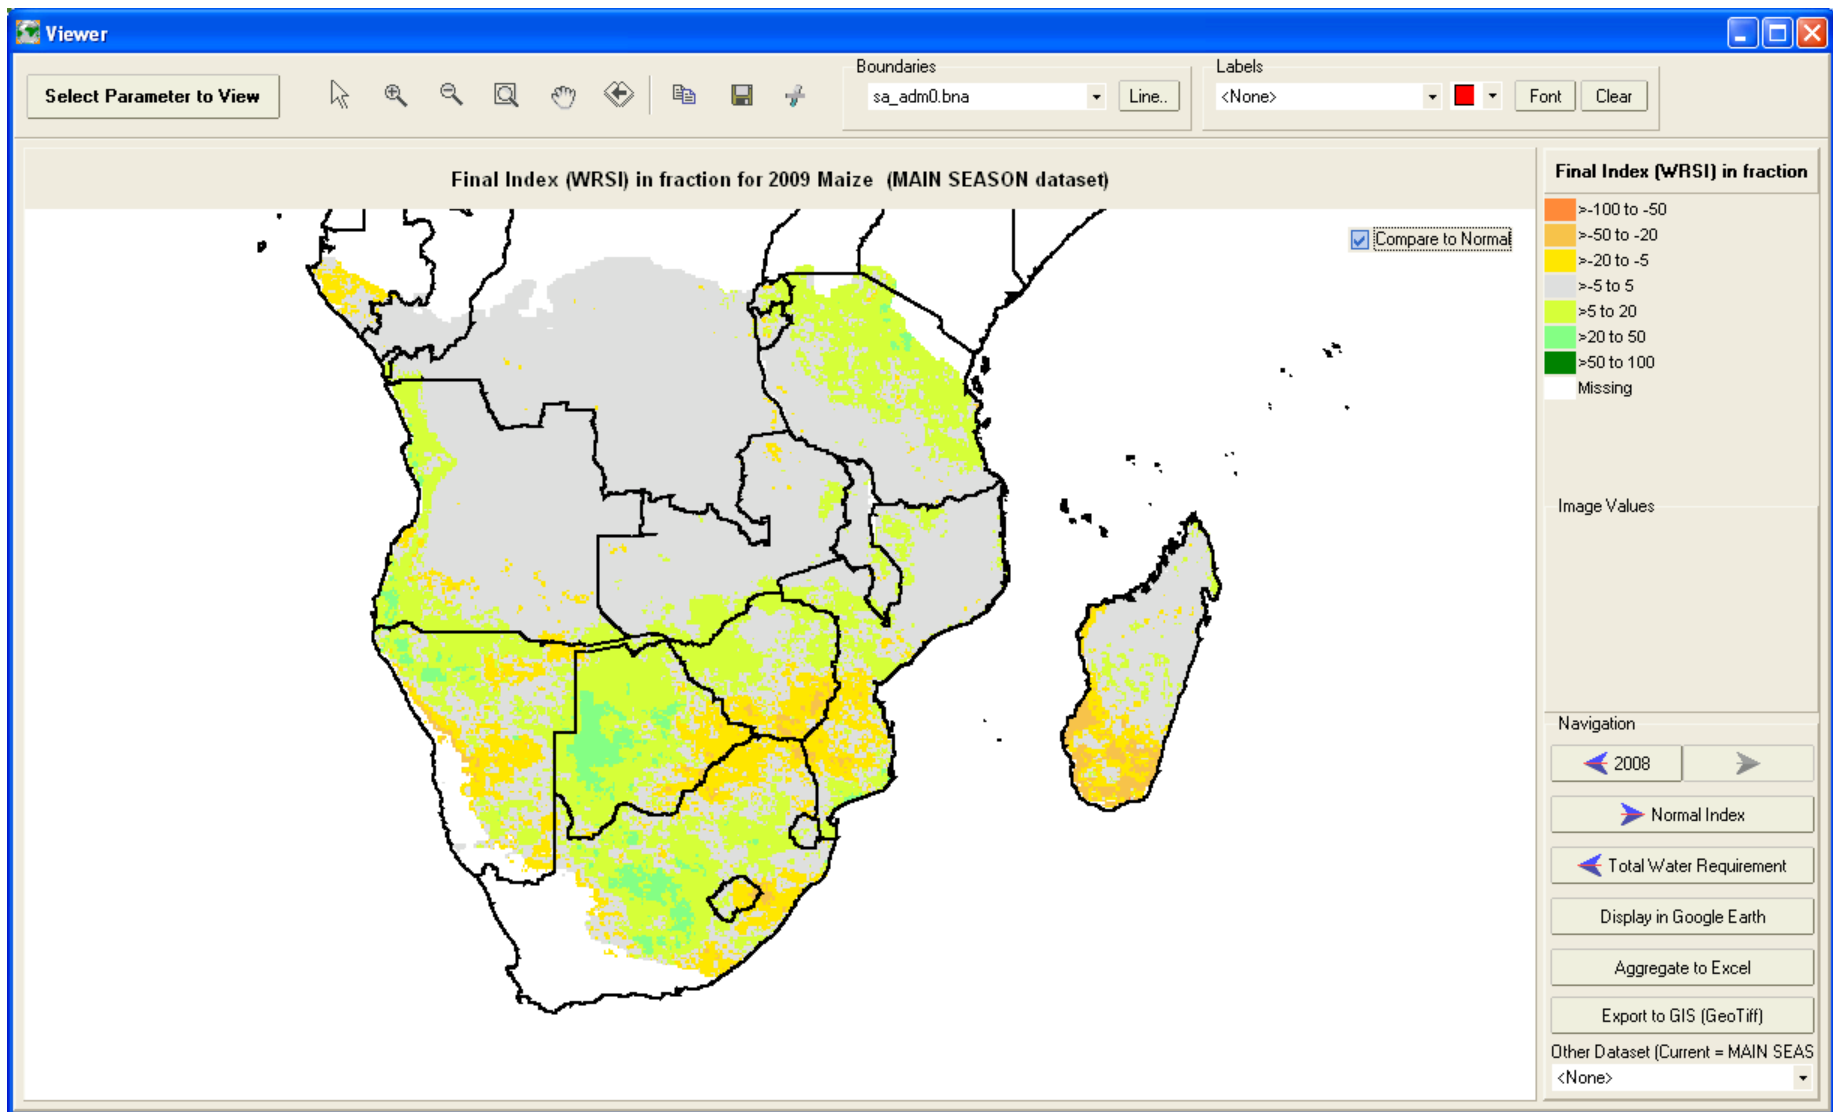 Viewer
Select Parameter to View
Boundaries
sa_adm0.bna
Line..
Labels
<None>
Font
Clear
Final Index (WRSI) in fraction for 2009 Maize (MAIN SEASON dataset)
Compare to Normal
Final Index (WRSI) in fraction
>-100 to -50
>-50 to -20
>-20 to -5
>-5 to 5
>5 to 20
>20 to 50
>50 to 100
Missing
Image Values
Navigation
2008
Normal Index
Total Water Requirement
Display in Google Earth
Aggregate to Excel
Export to GIS (GeoTiff)
Other Dataset (Current = MAIN SEAS
<None>